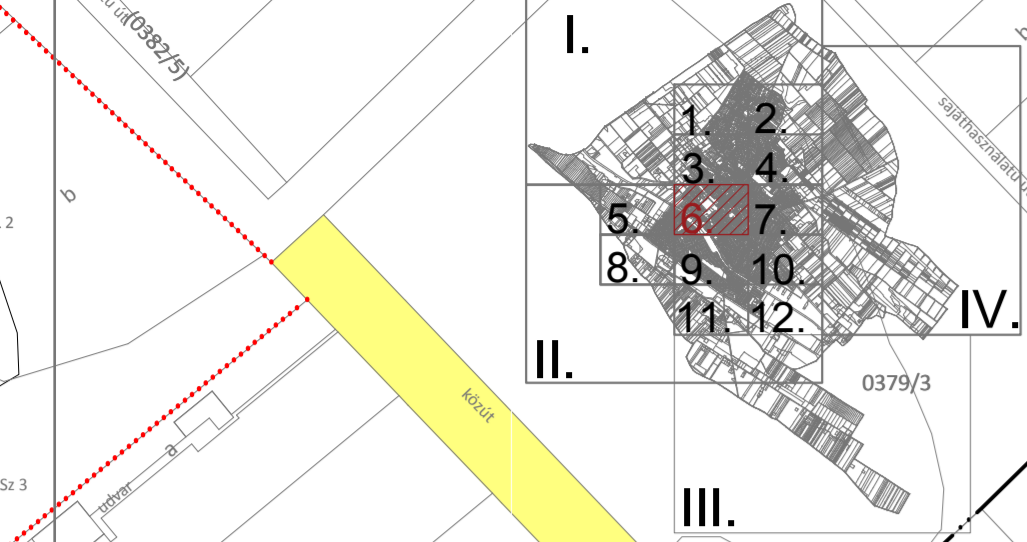 (0382/5)
b
2
közút
a
udvar
Sz 3
I.
1.
2.
3.
4.
5.
6.
7.
8.
9.
10.
11.
12.
II.
III.
IV.
0379/3
sajáthasználatú